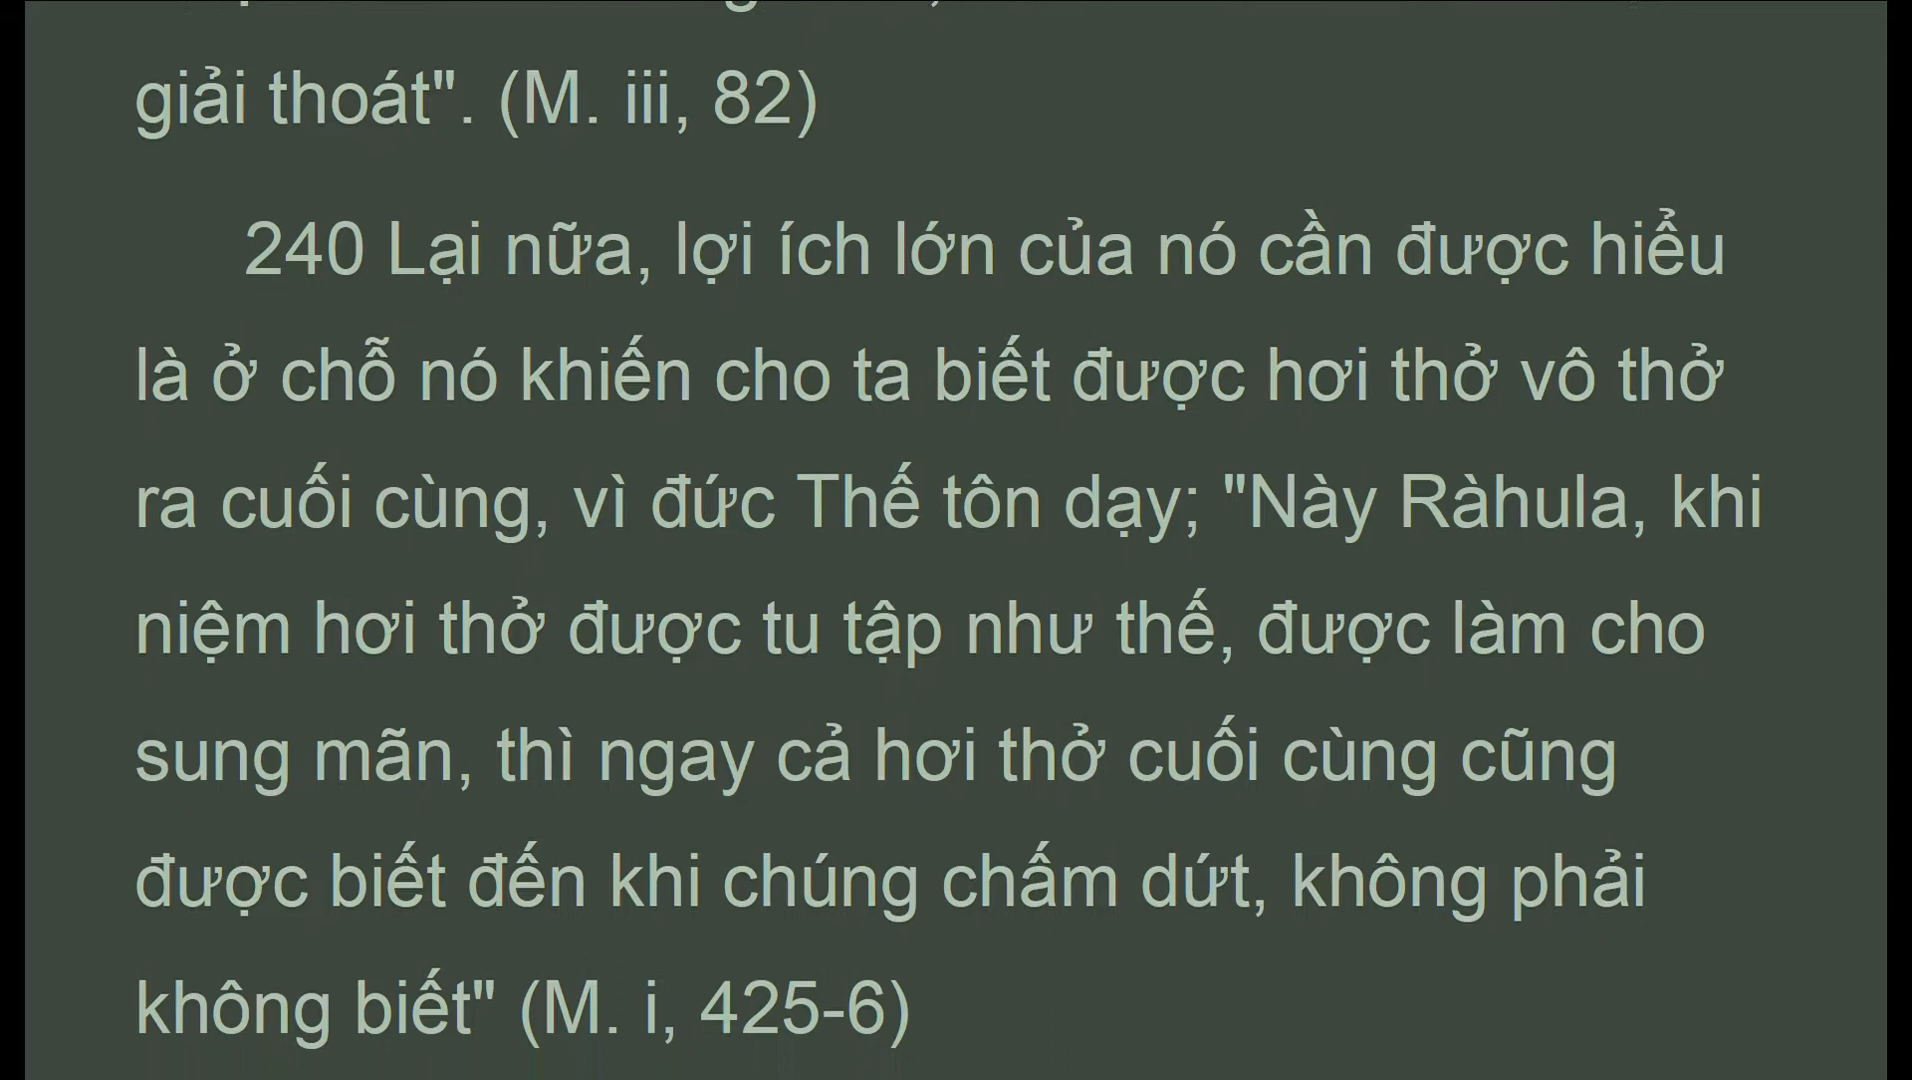 giải thoát". (M. iii, 82)
240 Lại nữa, lợi ích lớn của nó cần được hiểu
là ở chỗ nó khiến cho ta biết được hơi thở vô thở
ra cuối cùng, vì đức Thế tôn dạy; "Này Ràhula, khi
niệm hơi thở được tu tập như thế, được làm cho
sung mãn, thì ngay cả hơi thở cuối cùng cũng
được biết đến khi chúng chấm dứt, không phải
không biết" (M. i, 425-6)